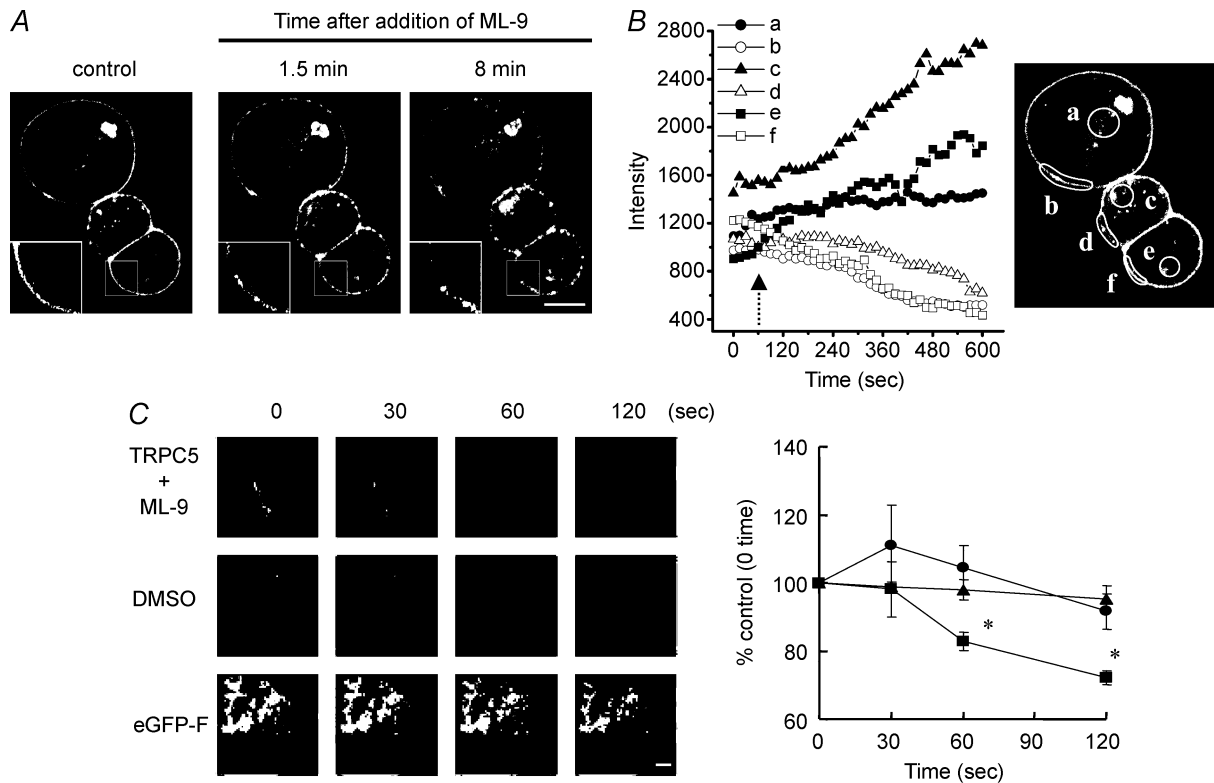 A
Time after addition of ML-9
control
1.5 min
8 min
B
a
b
c
d
e
f
2800
2400
2000
1600
1200
800
400
Intensity
0 120 240 360 480 600
Time (sec)
a
b
c
d
e
f
C
0 30 60 120 (sec)
TRPC5
+
ML-9
DMSO
eGFP-F
140
120
100
80
60
% control (0 time)
*
*
0 30 60 90 120
Time (sec)